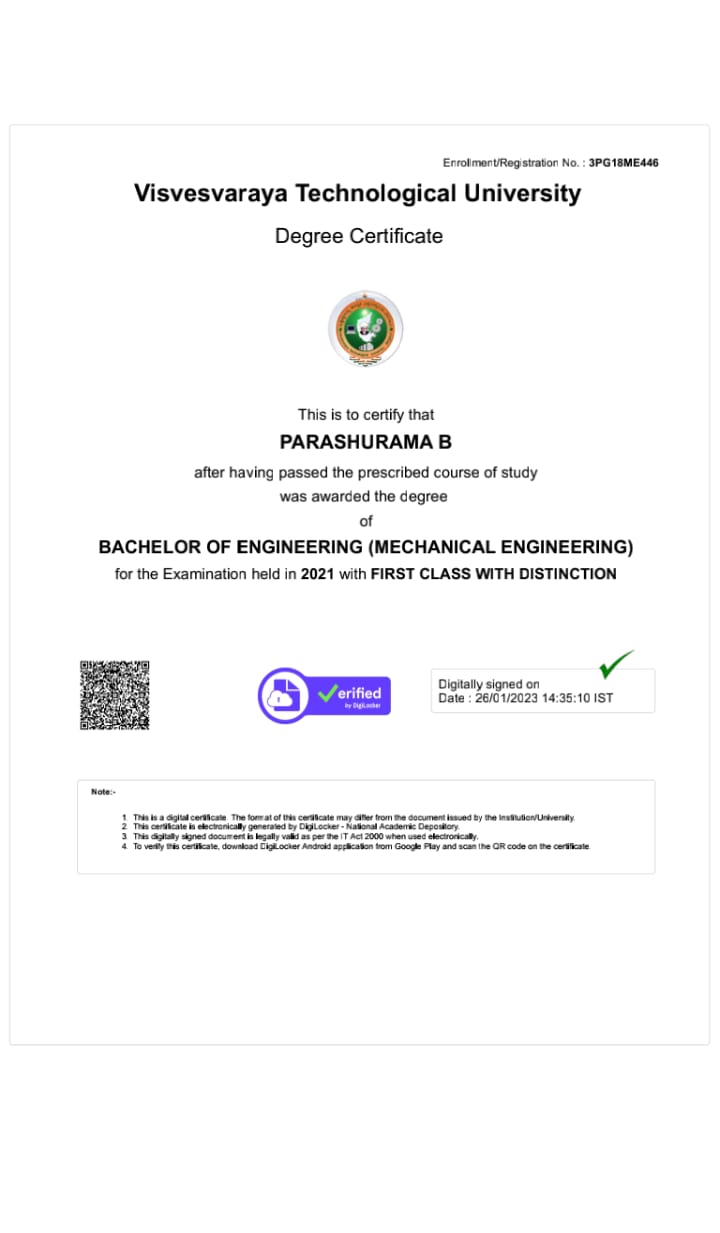 Enrollment/Registration No. : 3PG18ME446
Visvesvaraya Technological University
Degree Certificate
This is to certify that
PARASHURAMA B
after having passed the prescribed course of study
was awarded the degree
of
BACHELOR OF ENGINEERING (MECHANICAL ENGINEERING)
for the Examination held in 2021 with FIRST CLASS WITH DISTINCTION
Verified
by DigiLocker
Digitally signed on
Date : 26/01/2023 14:35:10 IST
Note:-
1. This is a digital certificate. The format of this certificate may differ from the document issued by the Institution/University.
2. This certificate is electronically generated by DigiLocker - National Academic Depository.
3. This digitally signed document is legally valid as per the IT Act 2000 when used electronically.
4. To verify this certificate, download DigiLocker Android application from Google Play and scan the QR code on the certificate.